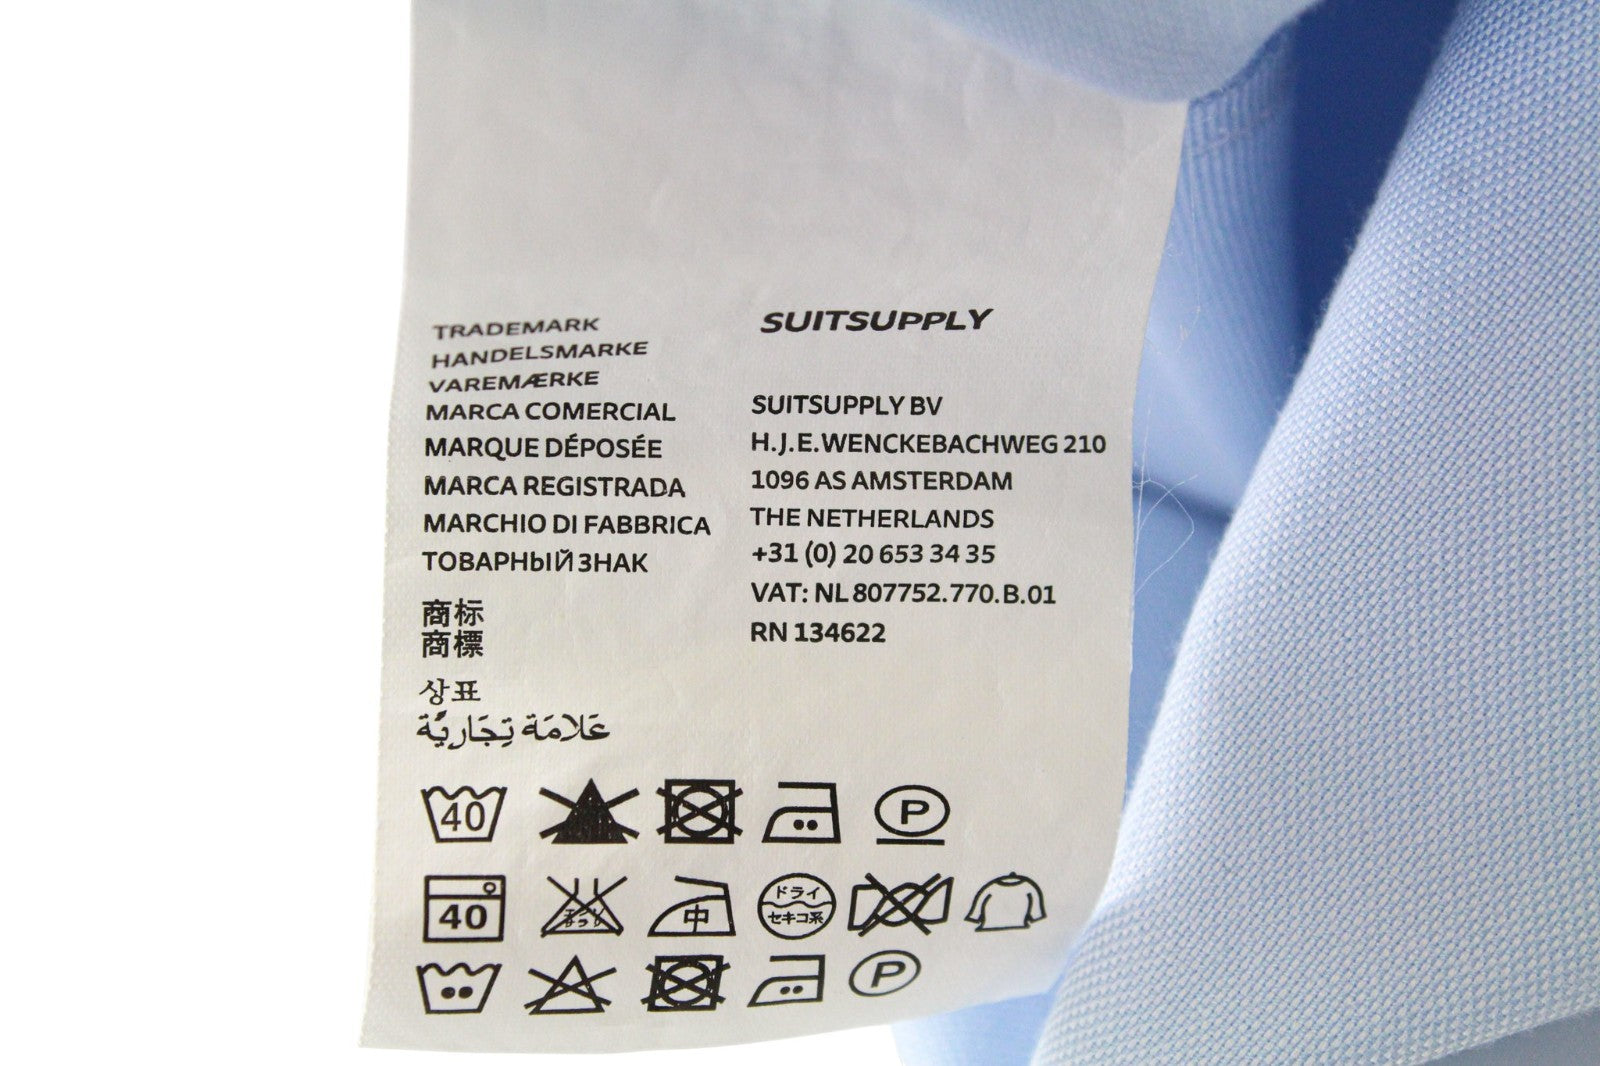 TRADEMARK
HANDELSMARKE
VAREMÆRKE
MARCA COMERCIAL
MARQUE DÉPOSÉE
MARCA REGISTRADA
MARCHIO DI FABBRICA
ТОВАРНЫЙ ЗНАК
商标
商標
상표
عَلامَة تِجَارِيَّة
SUITSUPPLY
SUITSUPPLY BV
H.J.E.WENCKEBACHWEG 210
1096 AS AMSTERDAM
THE NETHERLANDS
+31 (0) 20 653 34 35
VAT: NL 807752.770.B.01
RN 134622
40
P
40
中
ドライ
セキユ系
P